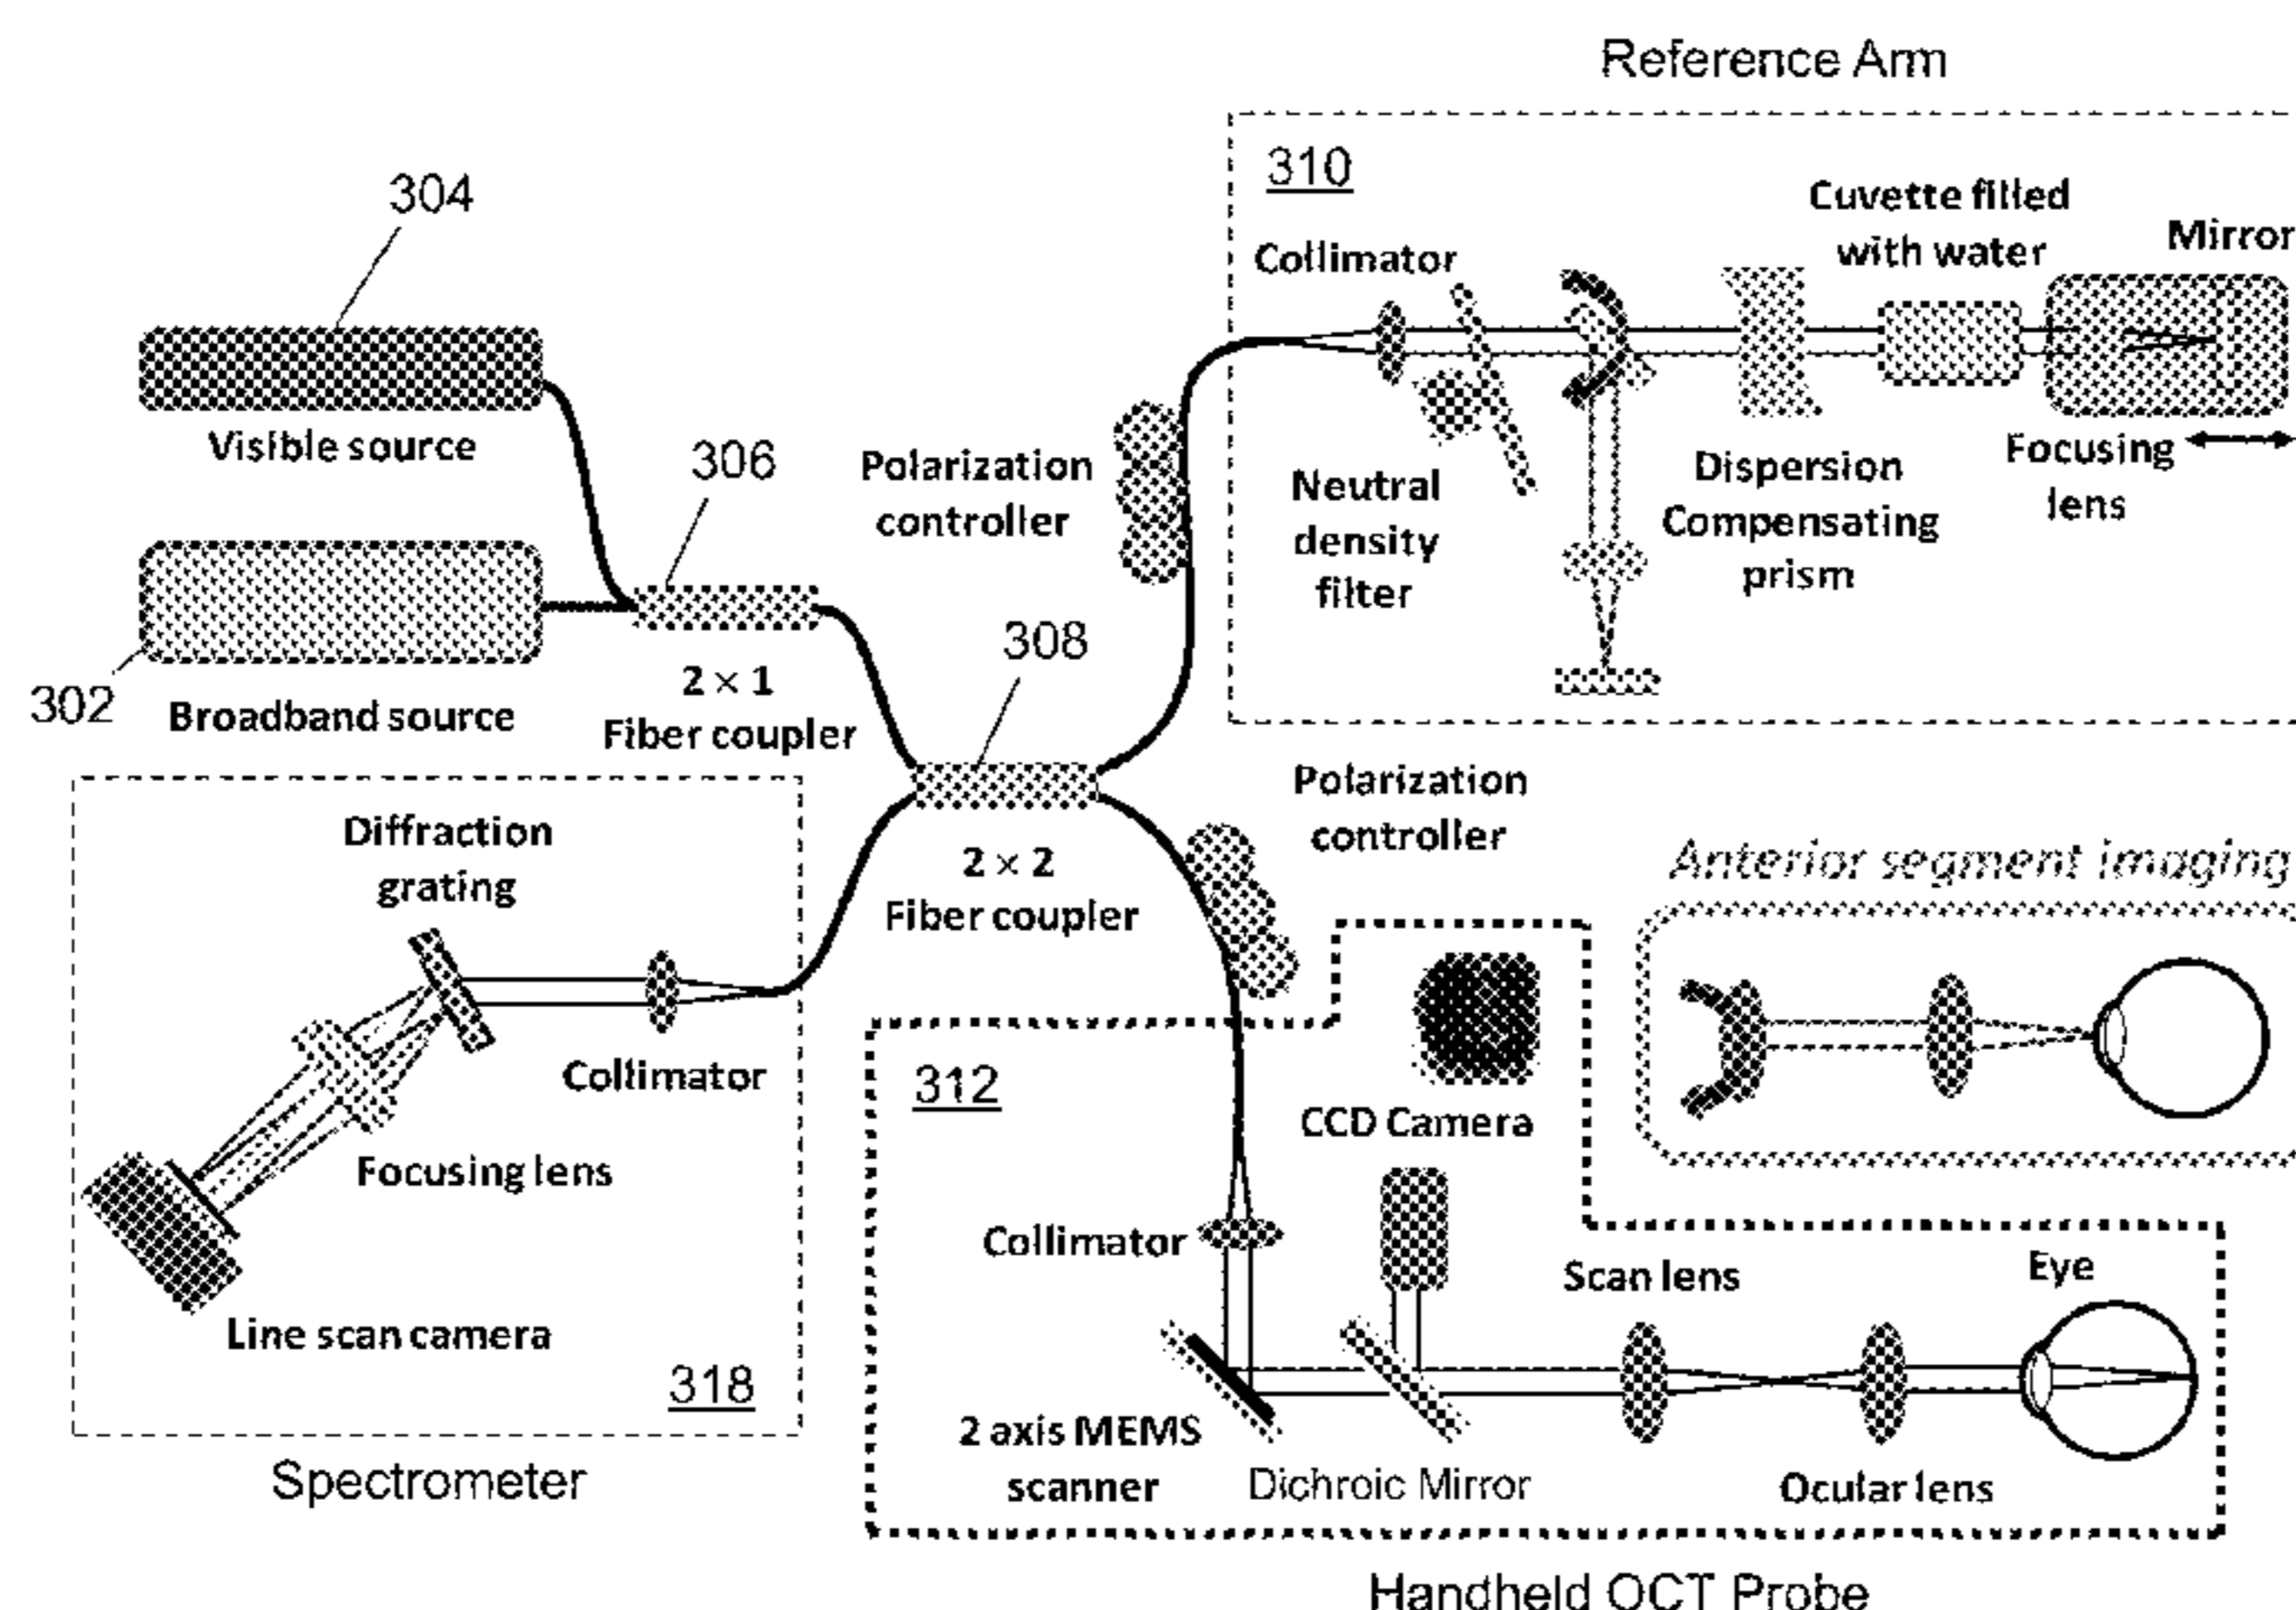 Reference Arm
310
304
Cuvette filled
with water
Mirror
Collimator
Visible source
306
Polarization
controller
Neutral
density
filter
Dispersion
Compensating
prism
Focusing
lens
302
Broadband source
2 × 1
Fiber coupler
308
Polarization
controller
Diffraction
grating
2 × 2
Fiber coupler
Anterior segment imaging
Collimator
312
CCD Camera
Focusing lens
Collimator
Scan lens
Eye
Line scan camera
318
2 axis MEMS
scanner
Dichroic Mirror
Ocular lens
Spectrometer
Handheld OCT Probe